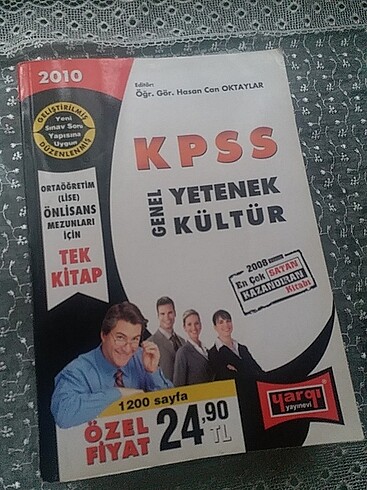 2010
Editör:
Öğr. Gör. Hasan Can OKTAYLAR
GELİŞTİRİLMİŞ
Yeni
Sınav Soru
Yapısına
Uygun
DÜZENLENMİŞ
KPSS
GENEL
YETENEK
KÜLTÜR
ORTAÖĞRETİM
(LİSE)
ÖNLİSANS
MEZUNLARI
İÇİN
TEK
KİTAP
2008
En Çok SATAN
KAZANDIRAN
Kitabı
1200 sayfa
ÖZEL
FİYAT
24,90
TL
yargı
yayınevi